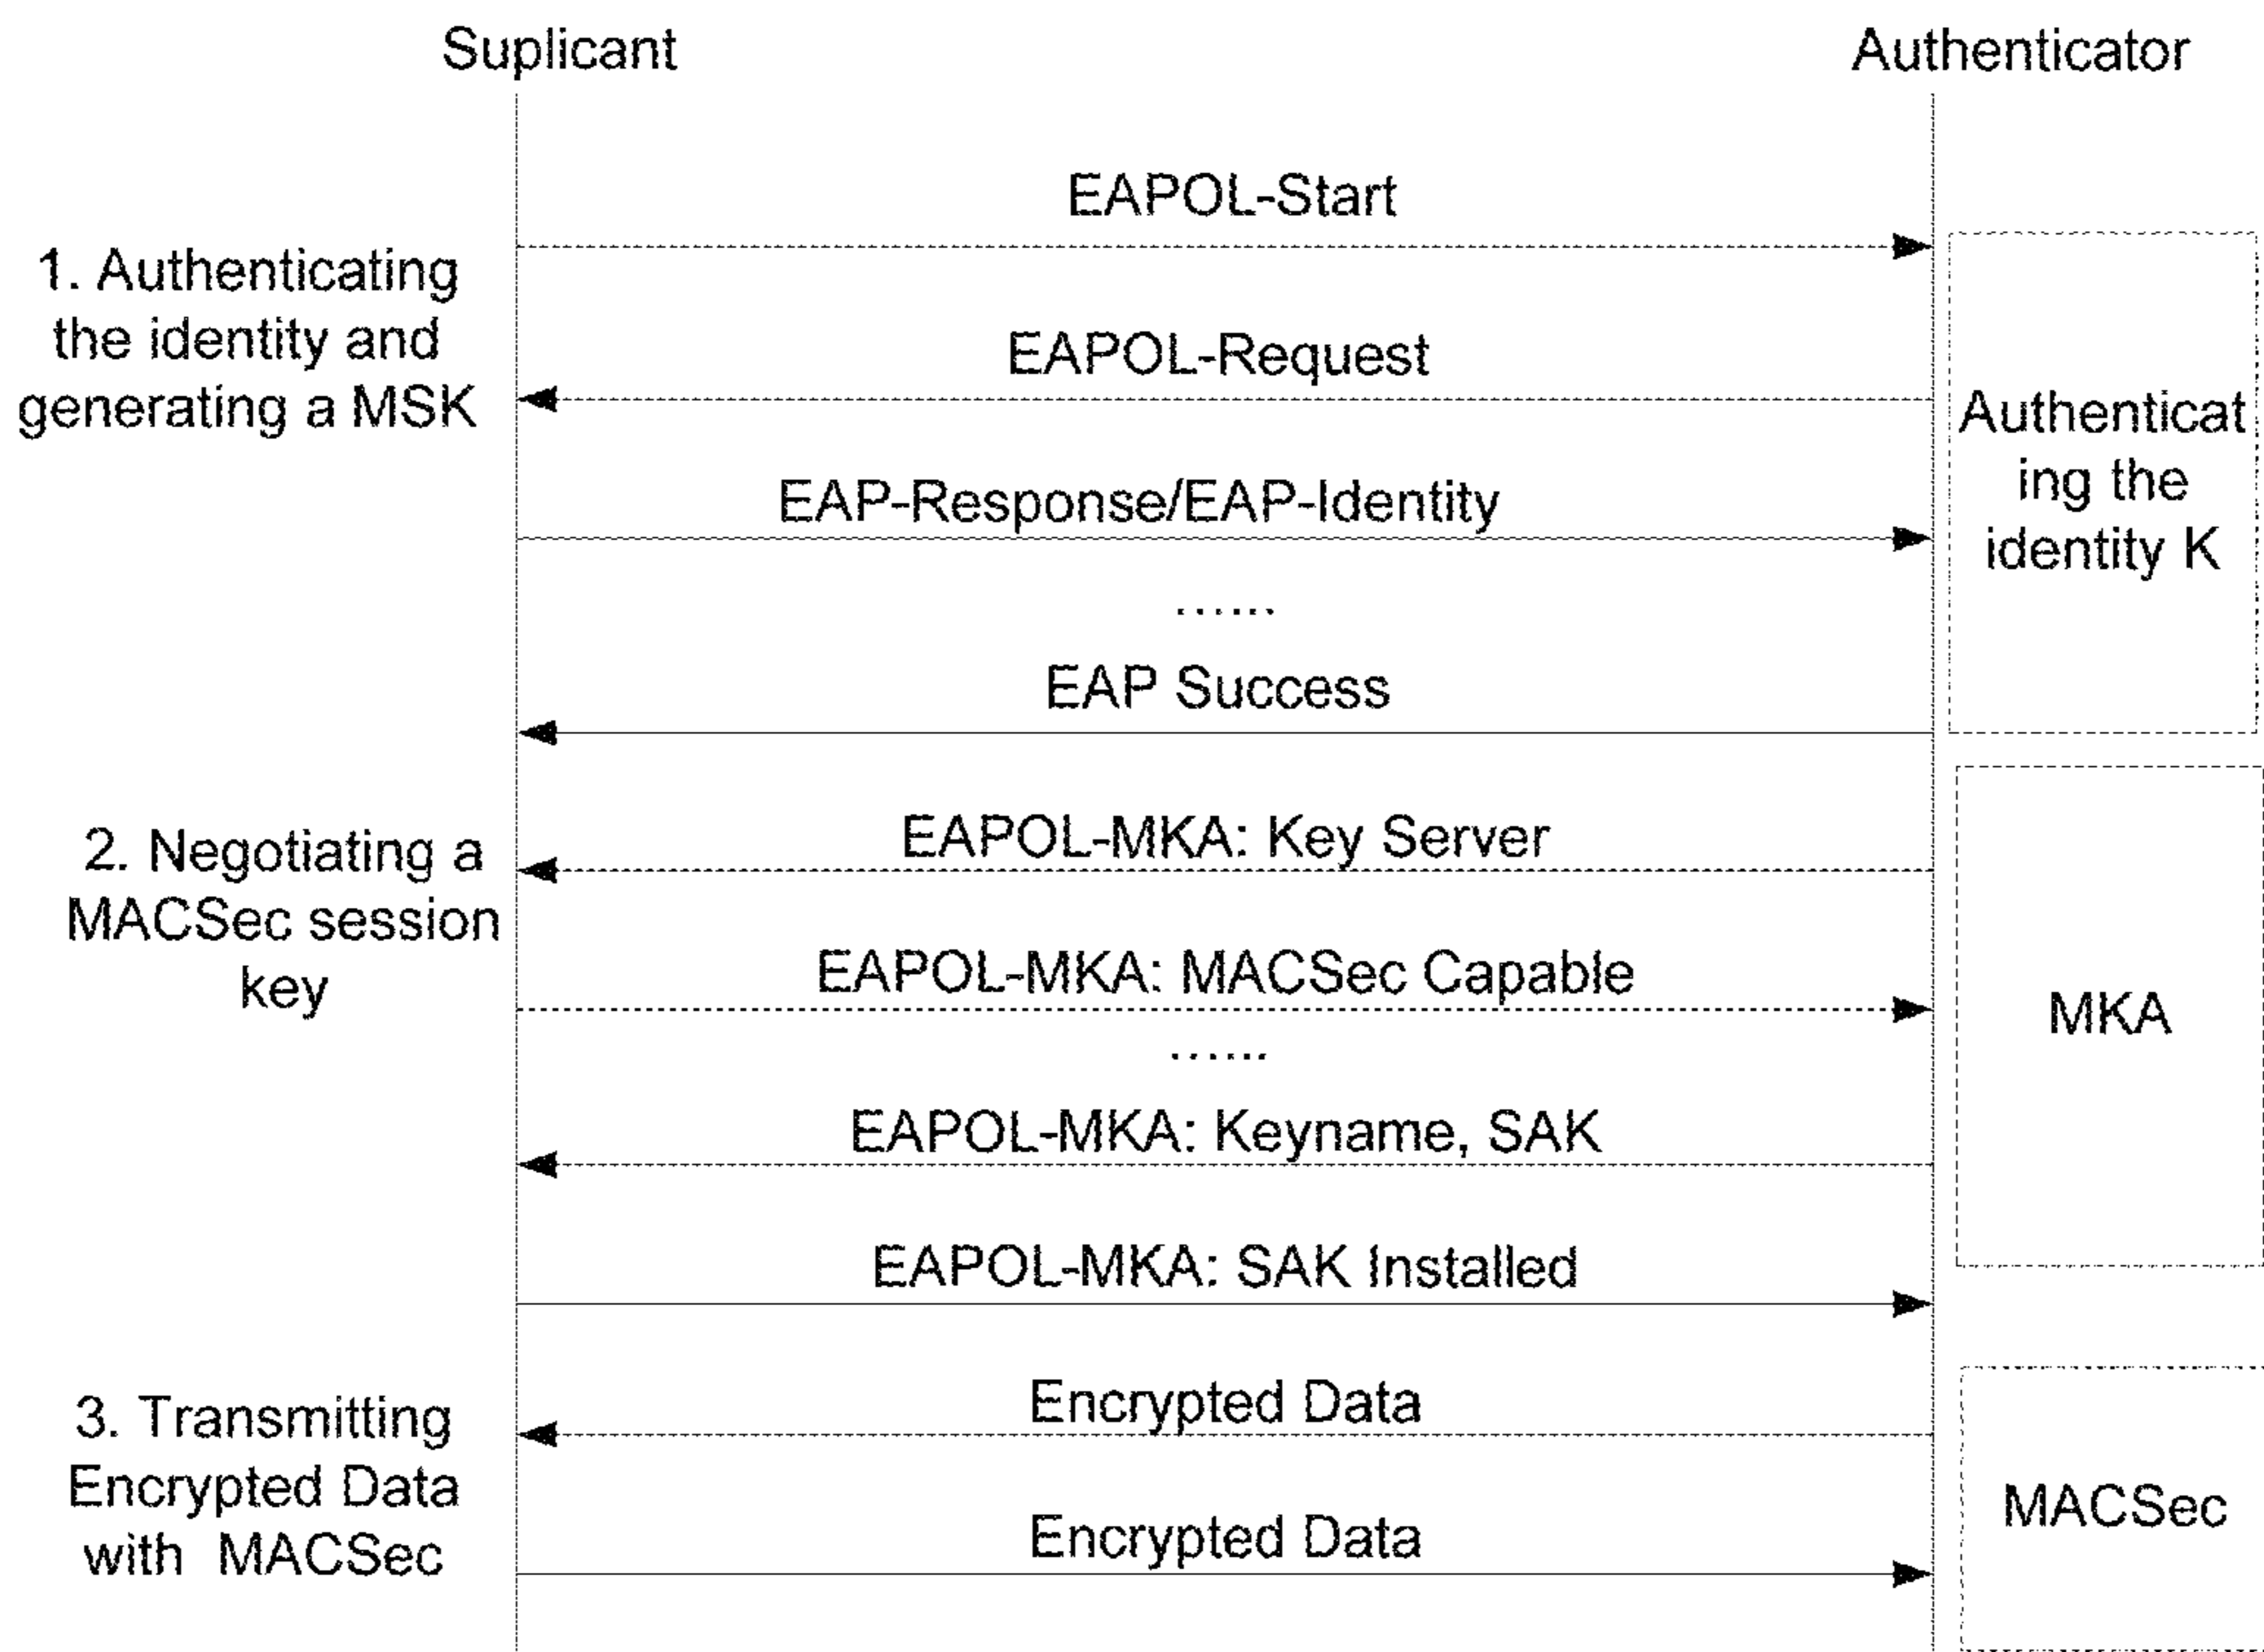 Suplicant
Authenticator
EAPOL-Start
1. Authenticating
the identity and
generating a MSK
EAPOL-Request
Authenticat
ing the
identity K
EAP-Response/EAP-Identity
......
EAP Success
2. Negotiating a
MACSec session
key
EAPOL-MKA: Key Server
EAPOL-MKA: MACSec Capable
......
MKA
EAPOL-MKA: Keyname, SAK
EAPOL-MKA: SAK Installed
3. Transmitting
Encrypted Data
with MACSec
Encrypted Data
Encrypted Data
MACSec